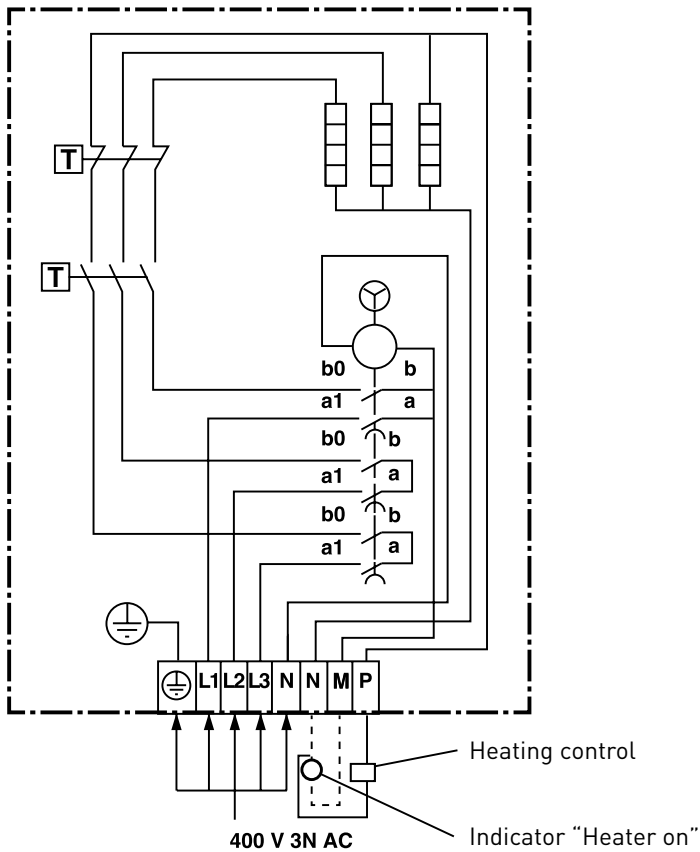 T
T
b0 b
a1 a
b0 b
a1 a
b0 b
a1 a
L1 L2 L3 N N M P
Heating control
400 V 3N AC
Indicator “Heater on”